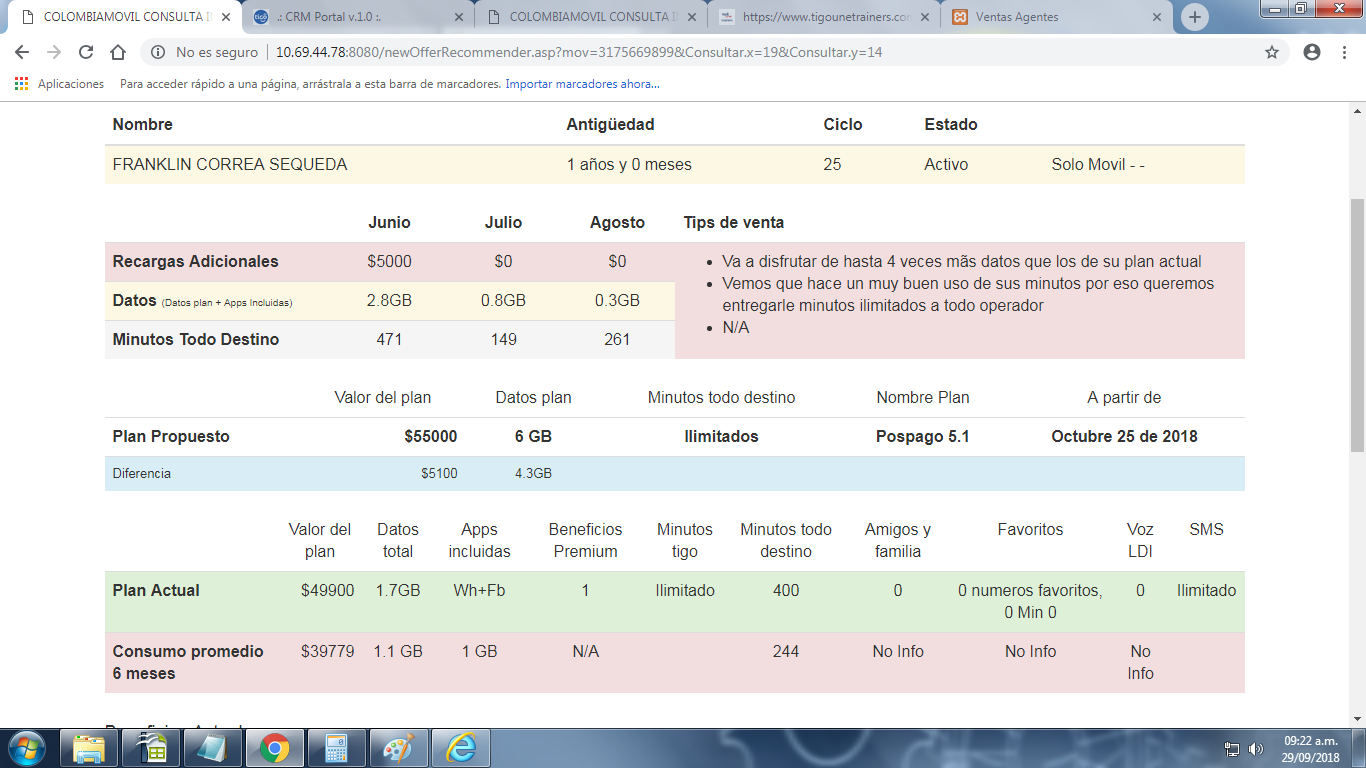 COLOMBIAMOVIL CONSULTA I
.: CRM Portal v.1.0 :.
COLOMBIAMOVIL CONSULTA I
https://www.tigounetrainers.co
Ventas Agentes
No es seguro 10.69.44.78:8080/newOfferRecommender.asp?mov=3175669899&Consultar.x=19&Consultar.y=14
Aplicaciones Para acceder rápido a una página, arrástrala a esta barra de marcadores. Importar marcadores ahora...
Nombre Antigüedad Ciclo Estado
FRANKLIN CORREA SEQUEDA 1 años y 0 meses 25 Activo Solo Movil - -
Junio Julio Agosto Tips de venta
Recargas Adicionales $5000 $0 $0
Va a disfrutar de hasta 4 veces mãs datos que los de su plan actual
Vemos que hace un muy buen uso de sus minutos por eso queremos
entregarle minutos ilimitados a todo operador
N/A
Datos (Datos plan + Apps Incluidas) 2.8GB 0.8GB 0.3GB
Minutos Todo Destino 471 149 261
Valor del plan Datos plan Minutos todo destino Nombre Plan A partir de
Plan Propuesto $55000 6 GB Ilimitados Pospago 5.1 Octubre 25 de 2018
Diferencia $5100 4.3GB
Valor del Datos Apps Beneficios Minutos Minutos todo Amigos y Favoritos Voz SMS
plan total incluidas Premium tigo destino familia LDI
Plan Actual $49900 1.7GB Wh+Fb 1 Ilimitado 400 0 0 numeros favoritos, 0 Ilimitado
0 Min 0
Consumo promedio $39779 1.1 GB 1 GB N/A 244 No Info No Info No
6 meses Info
09:22 a.m.
29/09/2018